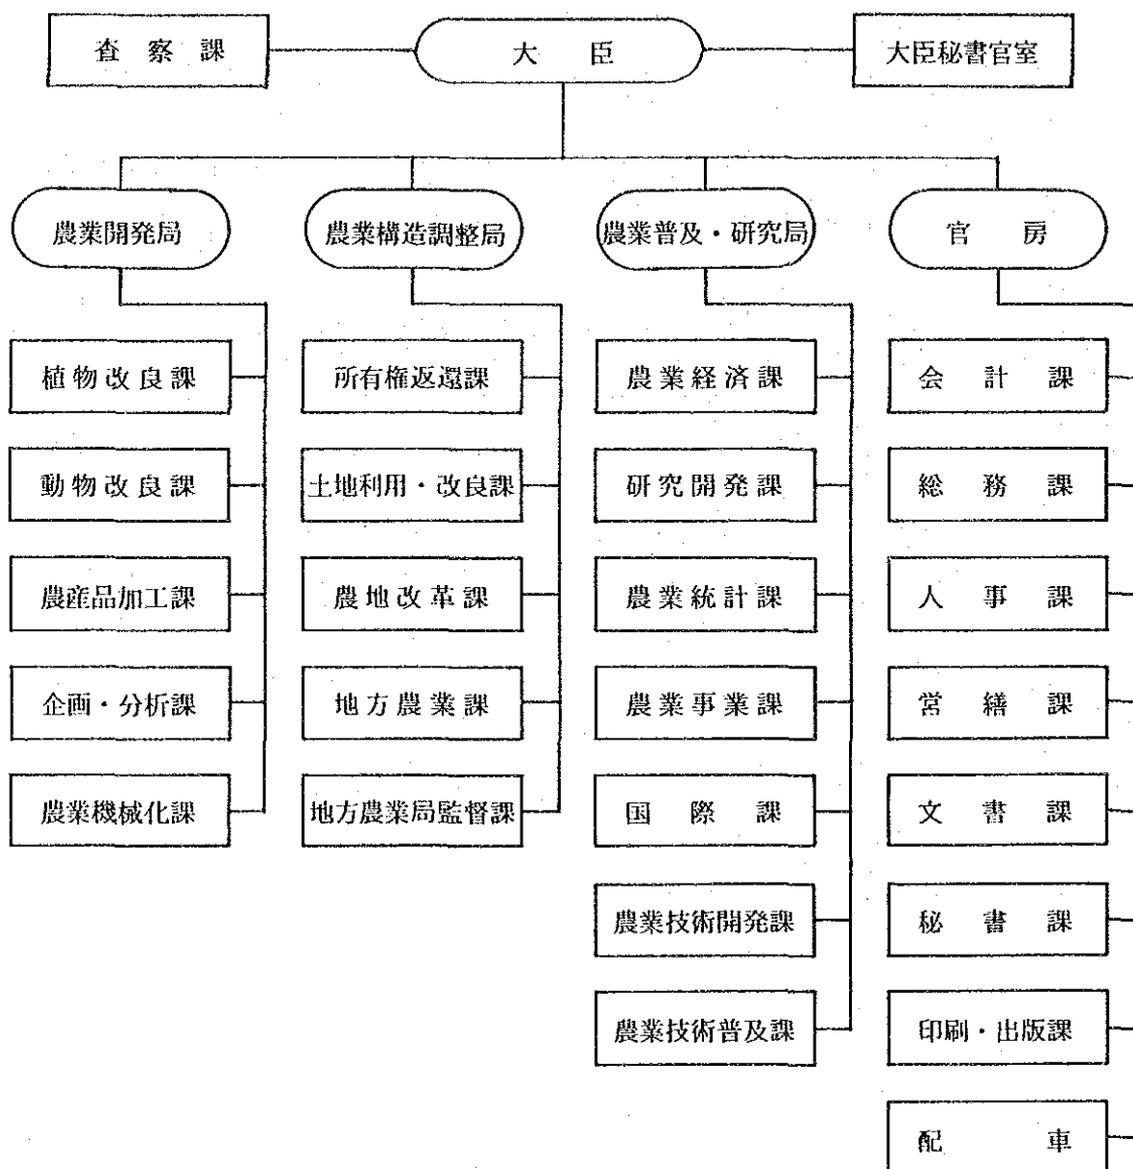 査察課
大臣
大臣秘書官室
農業開発局
農業構造調整局
農業普及・研究局
官房
植物改良課
動物改良課
農産品加工課
企画・分析課
農業機械化課
所有権返還課
土地利用・改良課
農地改革課
地方農業課
地方農業局監督課
農業経済課
研究開発課
農業統計課
農業事業課
国際課
農業技術開発課
農業技術普及課
会計課
総務課
人事課
営繕課
文書課
秘書課
印刷・出版課
配車